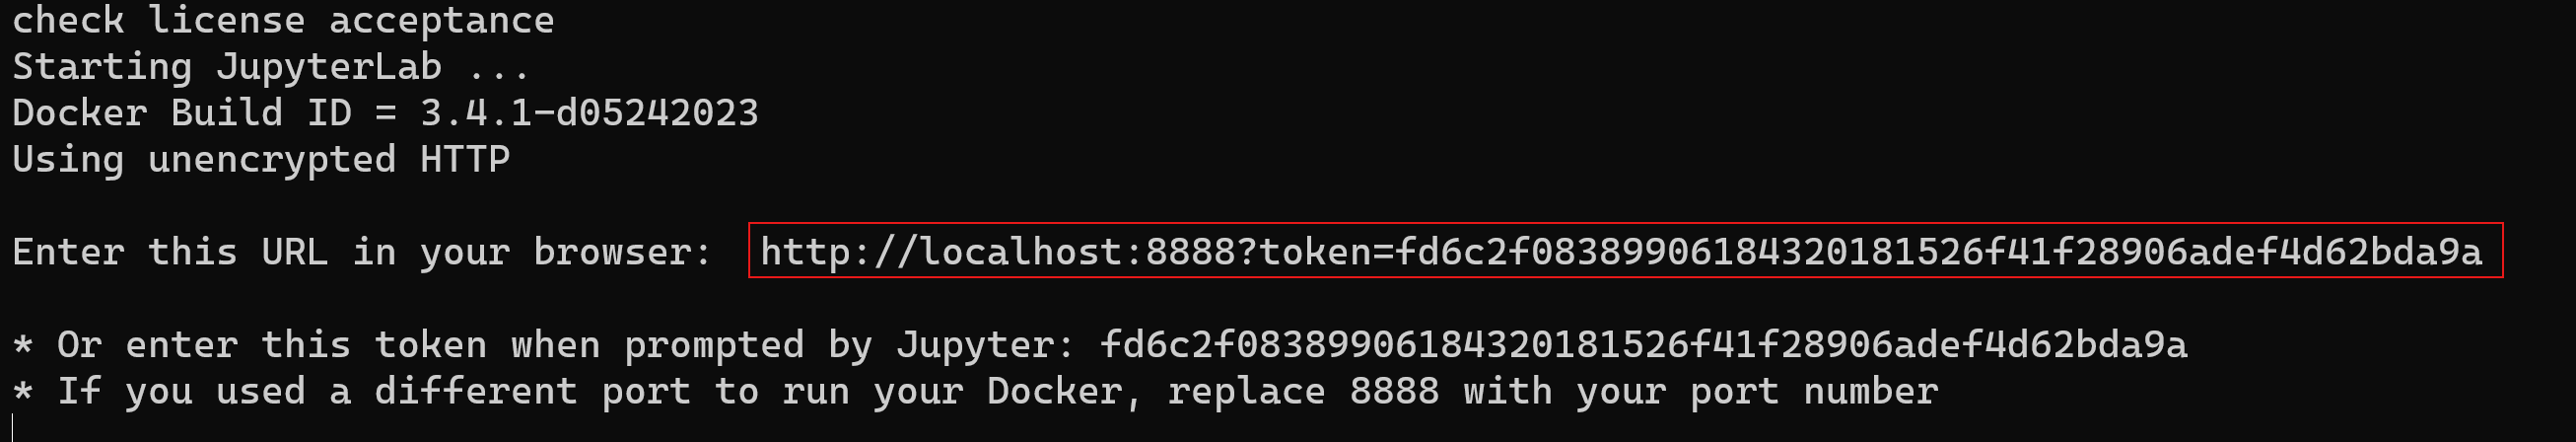 check license acceptance
Starting JupyterLab ...
Docker Build ID = 3.4.1-d05242023
Using unencrypted HTTP
Enter this URL in your browser: http://localhost:8888?token=fd6c2f08389906184320181526f41f28906adef4d62bda9a
* Or enter this token when prompted by Jupyter: fd6c2f08389906184320181526f41f28906adef4d62bda9a
* If you used a different port to run your Docker, replace 8888 with your port number